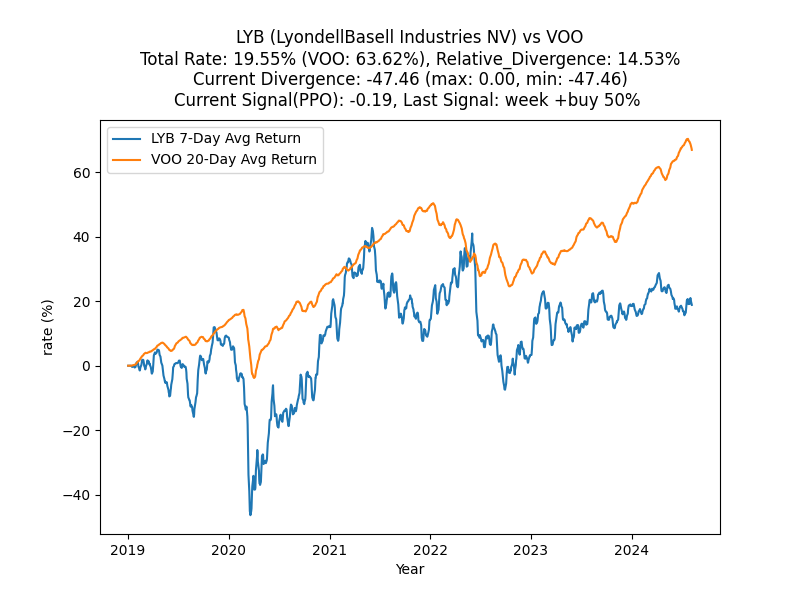 LYB (LyondellBasell Industries NV) vs VOO
Total Rate: 19.55% (VOO: 63.62%), Relative_Divergence: 14.53%
Current Divergence: -47.46 (max: 0.00, min: -47.46)
Current Signal(PPO): -0.19, Last Signal: week +buy 50%
LYB 7-Day Avg Return
VOO 20-Day Avg Return
rate (%)
60
40
20
0
−20
−40
2019
2020
2021
2022
2023
2024
Year